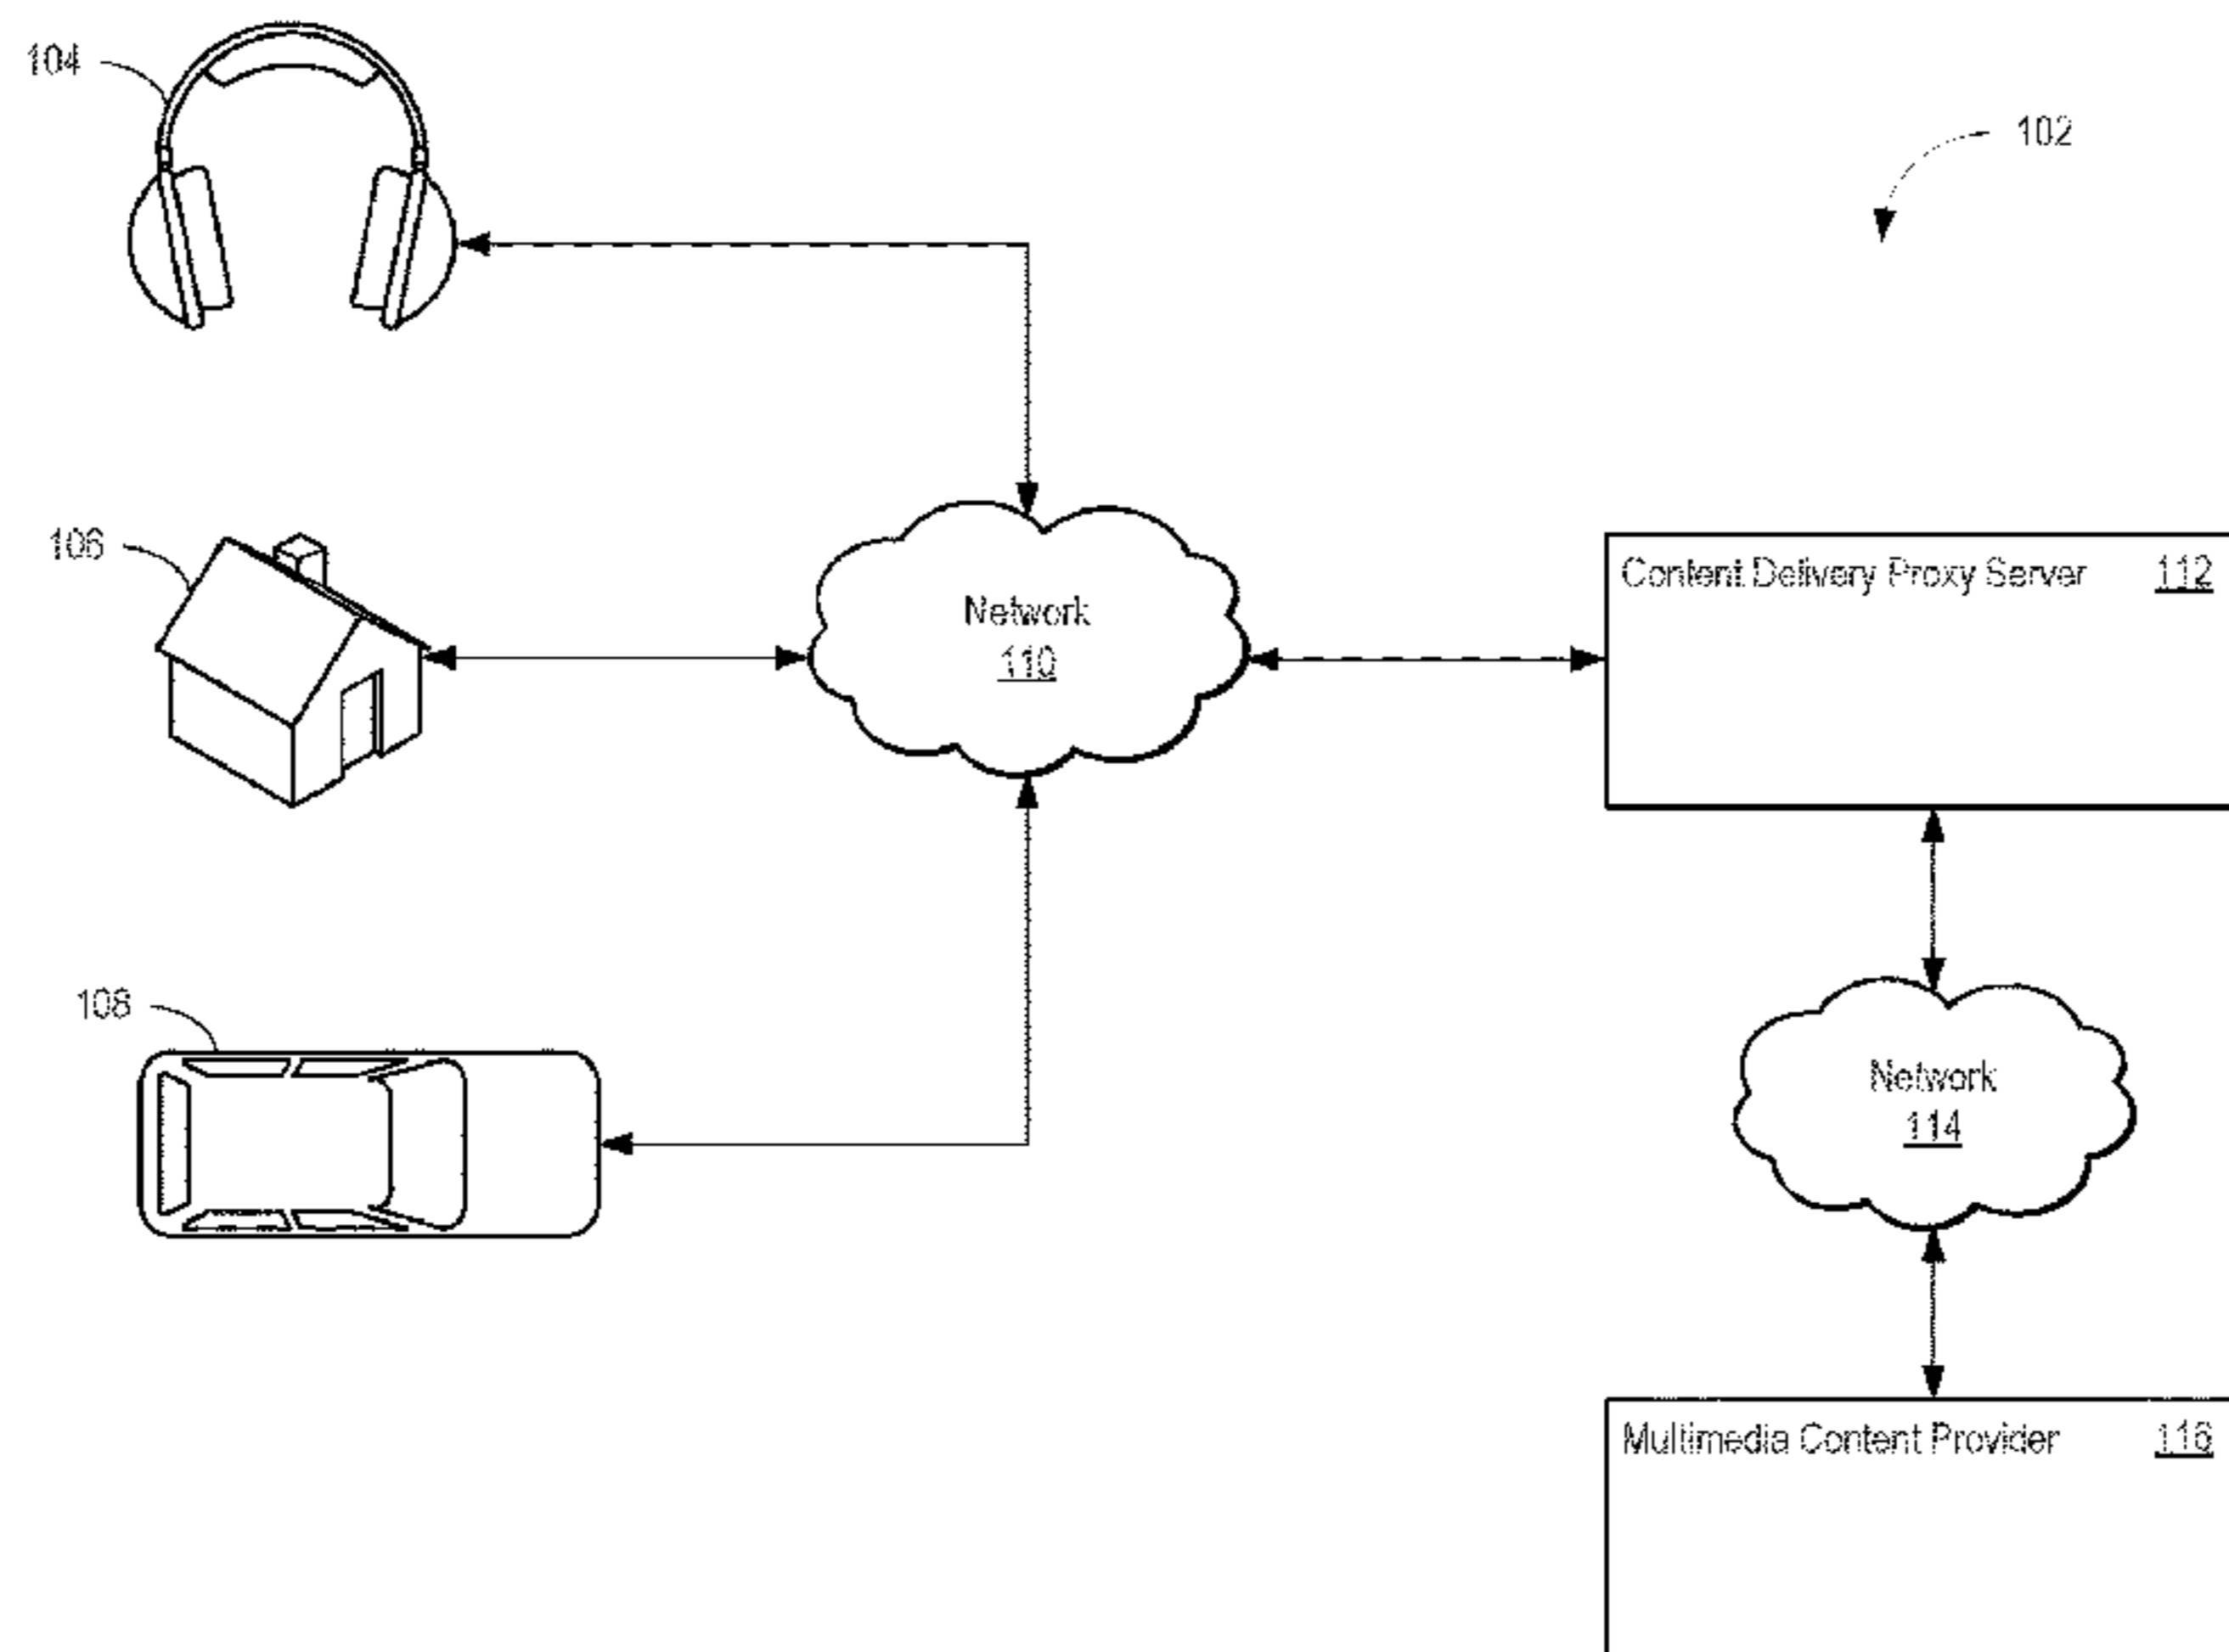 104
102
106
Content Delivery Proxy Server 112
Network
110
108
Network
114
Multimedia Content Provider 116